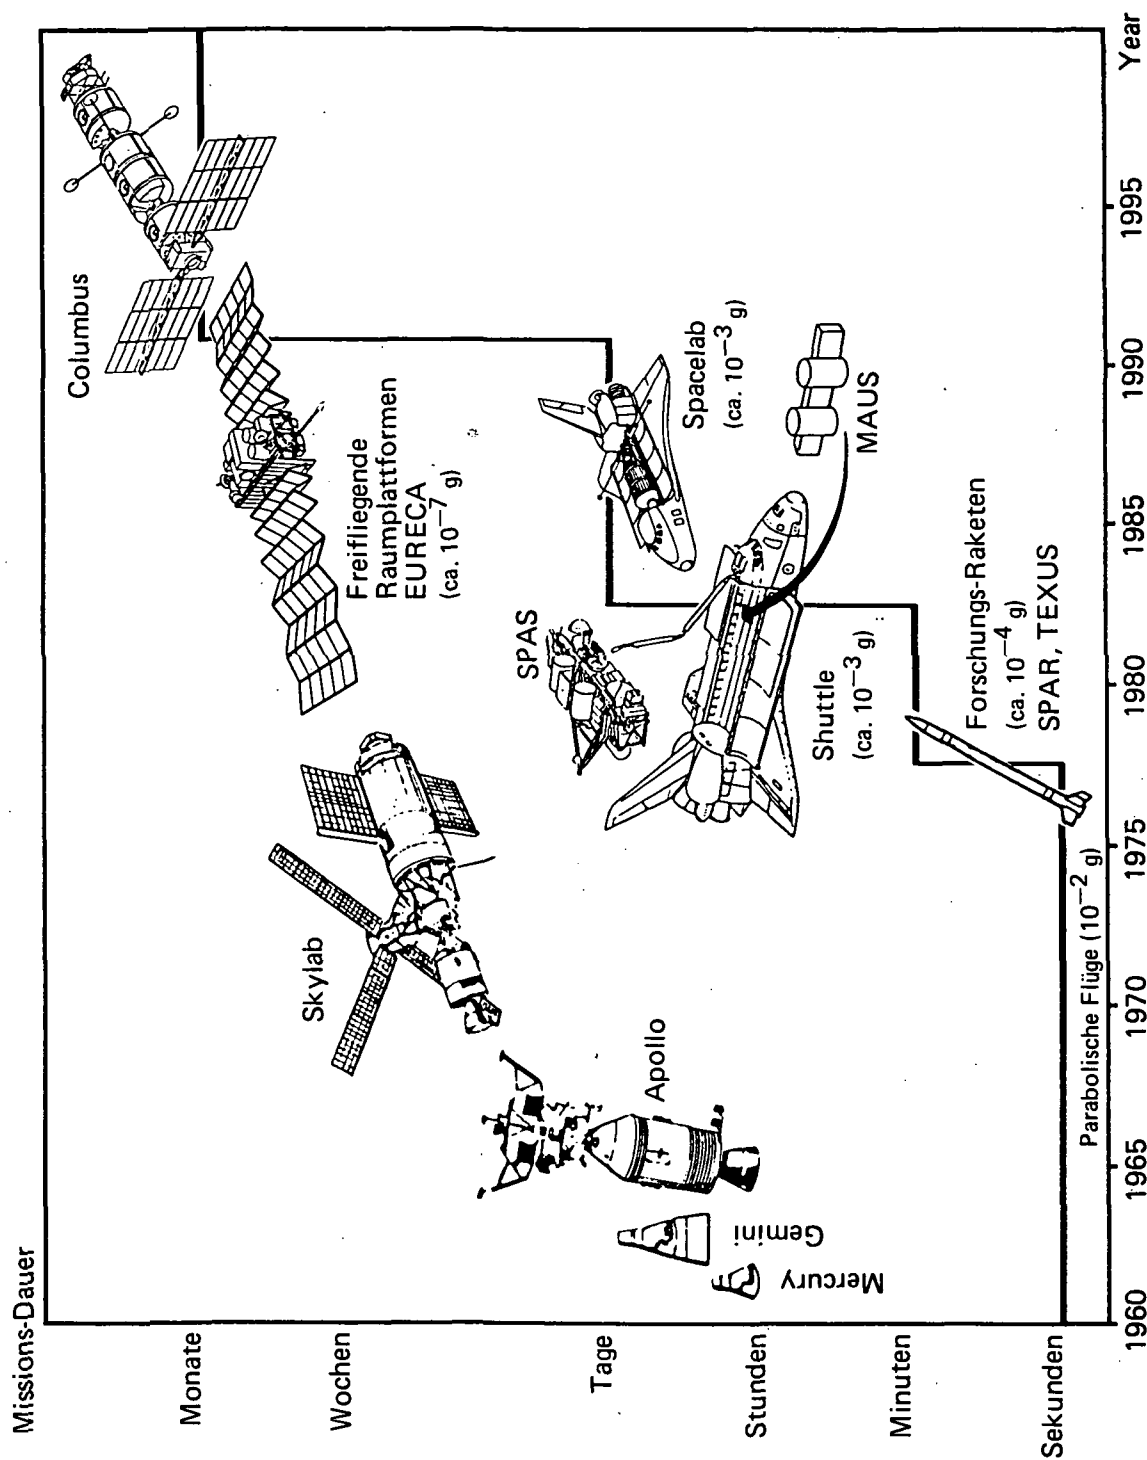 Missions-Dauer
Monate
Wochen
Tage
Stunden
Minuten
Sekunden
Columbus
Freifliegende
Raumplattformen
EURECA
(ca. 10⁻⁷ g)
Skylab
Spacelab
(ca. 10⁻³ g)
MAUS
SPAS
Shuttle
(ca. 10⁻³ g)
Apollo
Gemini
Mercury
Forschungs-Raketen
(ca. 10⁻⁴ g)
SPAR, TEXUS
Parabolische Flüge (10⁻² g)
1960 1965 1970 1975 1980 1985 1990 1995 Year